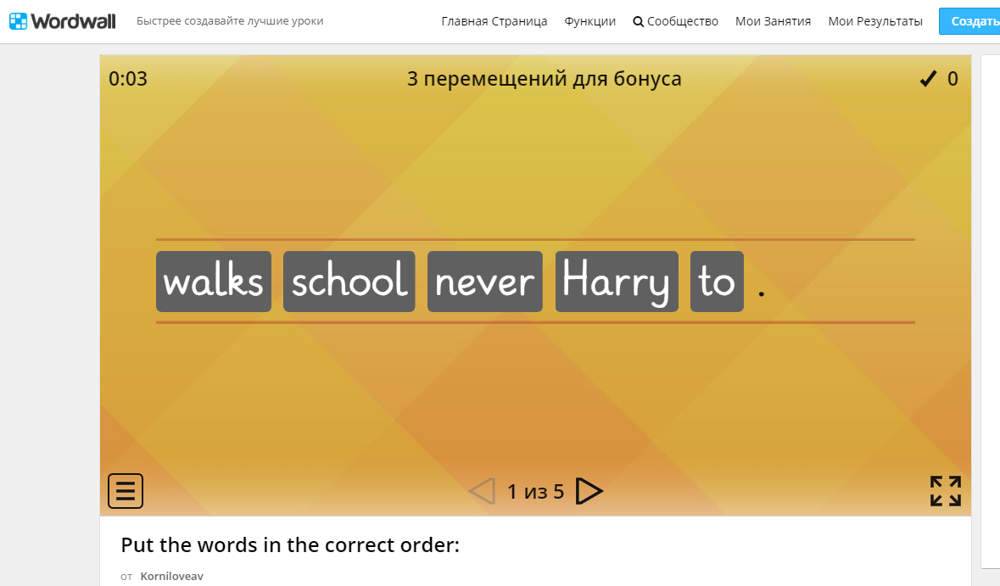 Wordwall Быстрее создавайте лучшие уроки Главная Страница Функции Сообщество Мои Занятия Мои Результаты Создать
0:03 3 перемещений для бонуса 0
walks school never Harry to .
1 из 5
Put the words in the correct order:
от Korniloveav